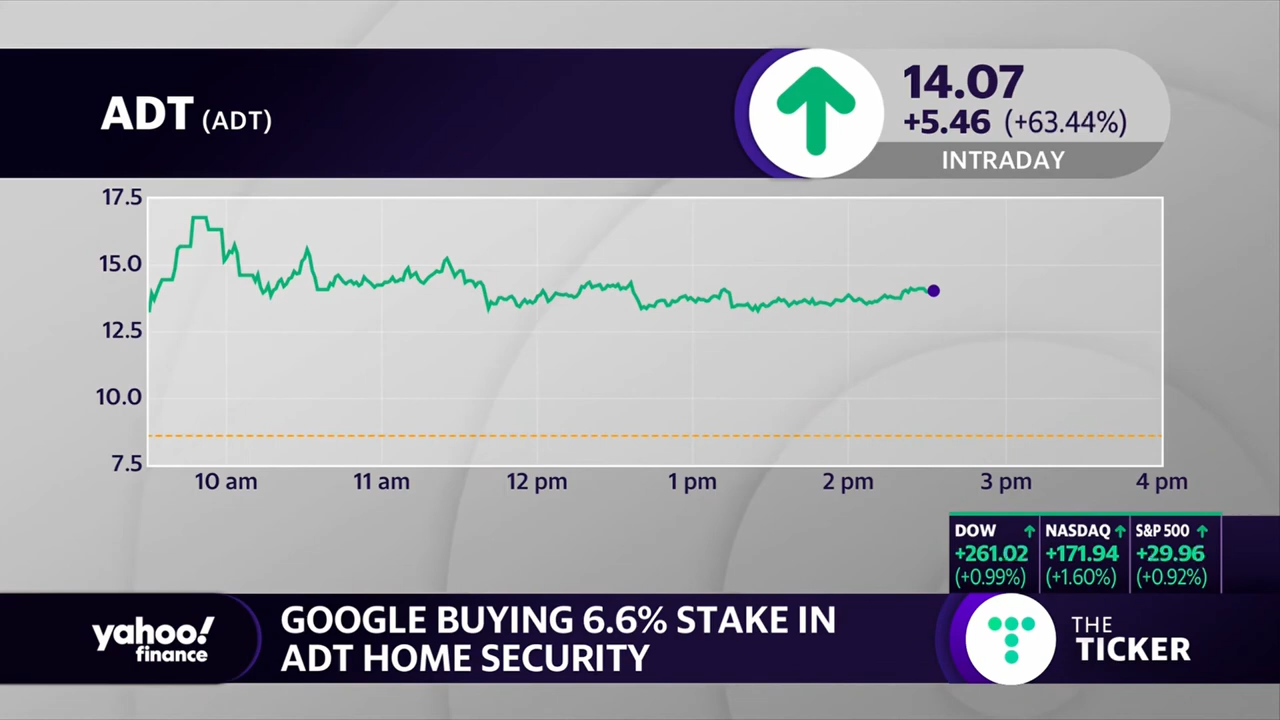 ADT (ADT)
14.07
+5.46 (+63.44%)
INTRADAY
17.5
15.0
12.5
10.0
7.5
10 am 11 am 12 pm 1 pm 2 pm 3 pm 4 pm
DOW NASDAQ S&P 500
+261.02 +171.94 +29.96
(+0.99%) (+1.60%) (+0.92%)
yahoo!
finance
GOOGLE BUYING 6.6% STAKE IN
ADT HOME SECURITY
THE
TICKER